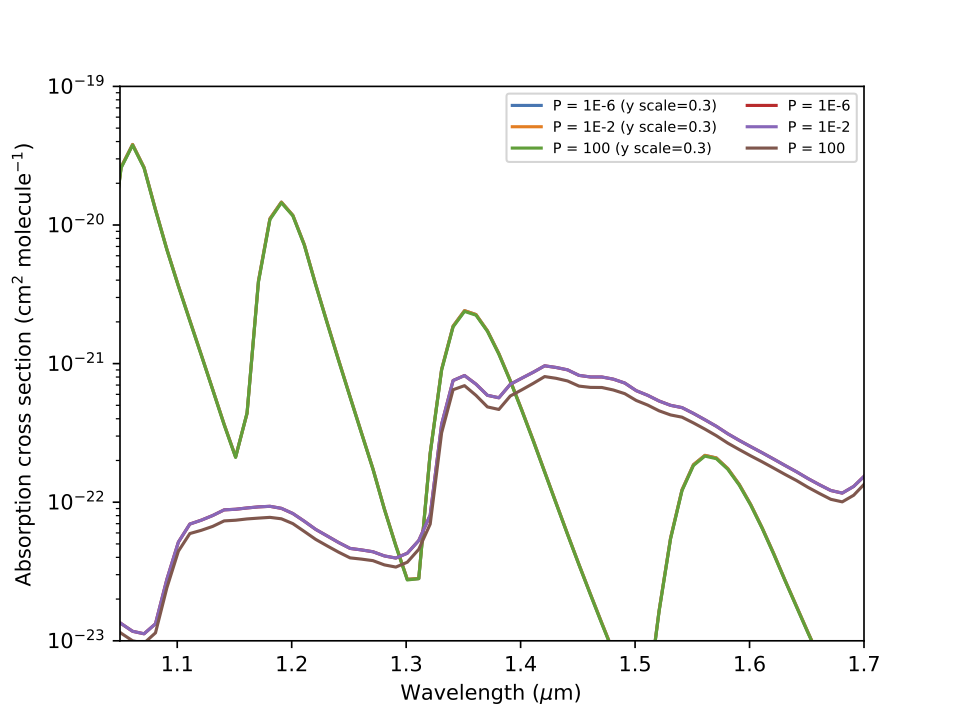 10⁻¹⁹
10⁻²⁰
10⁻²¹
10⁻²²
10⁻²³
Absorption cross section (cm² molecule⁻¹)
P = 1E-6 (y scale=0.3)
P = 1E-2 (y scale=0.3)
P = 100 (y scale=0.3)
P = 1E-6
P = 1E-2
P = 100
1.1 1.2 1.3 1.4 1.5 1.6 1.7
Wavelength (μm)